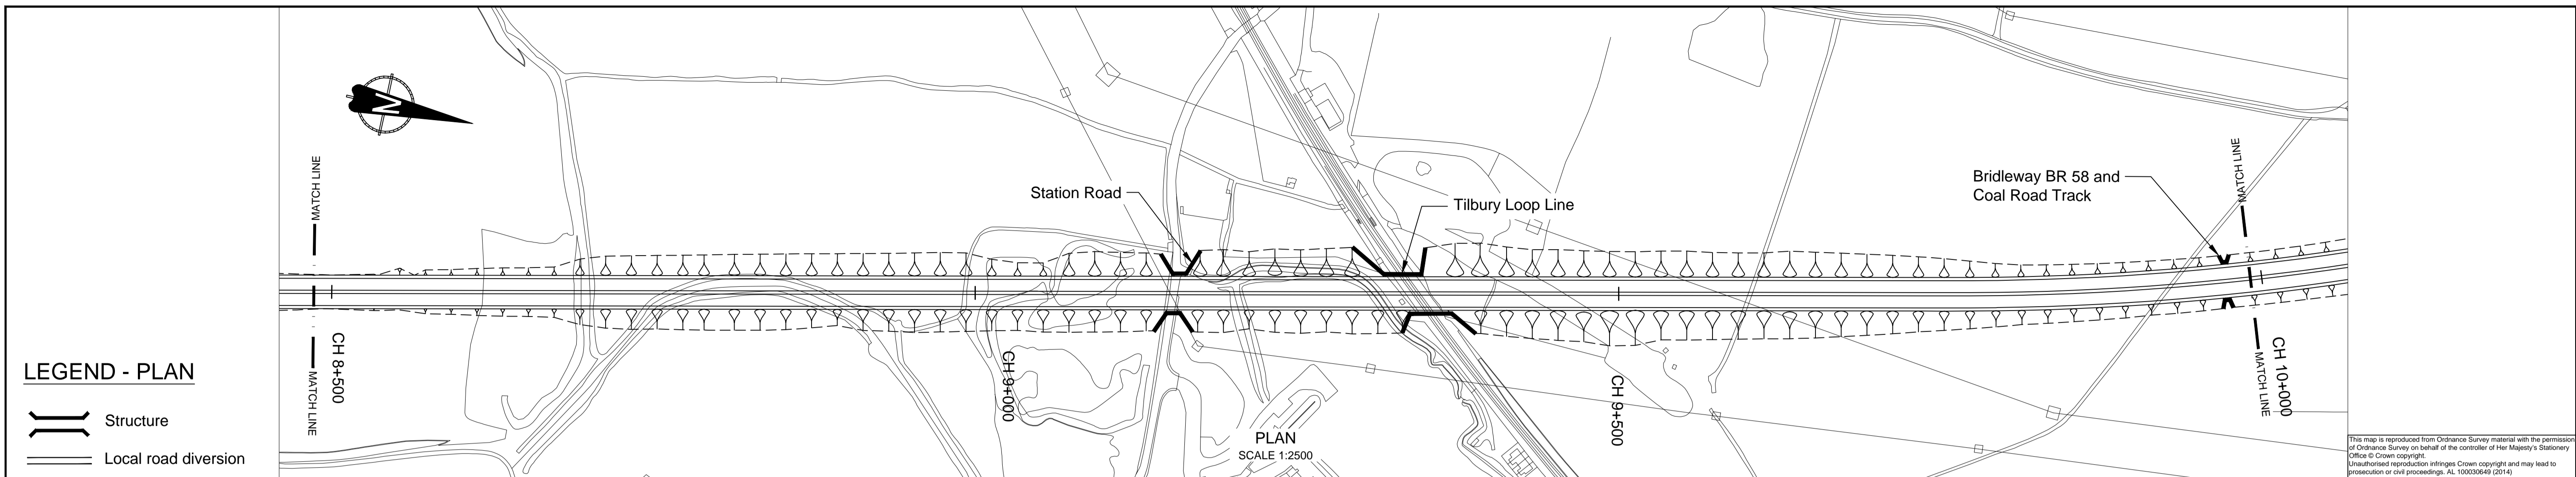 N
MATCH LINE
MATCH LINE
CH 8+500
CH 9+000
Station Road
Tilbury Loop Line
CH 9+500
Bridleway BR 58 and
Coal Road Track
MATCH LINE
MATCH LINE
CH 10+000
LEGEND - PLAN
Structure
Local road diversion
PLAN
SCALE 1:2500
This map is reproduced from Ordnance Survey material with the permission
of Ordnance Survey on behalf of the controller of Her Majesty's Stationery
Office © Crown copyright.
Unauthorised reproduction infringes Crown copyright and may lead to
prosecution or civil proceedings. AL 100030649 (2014)